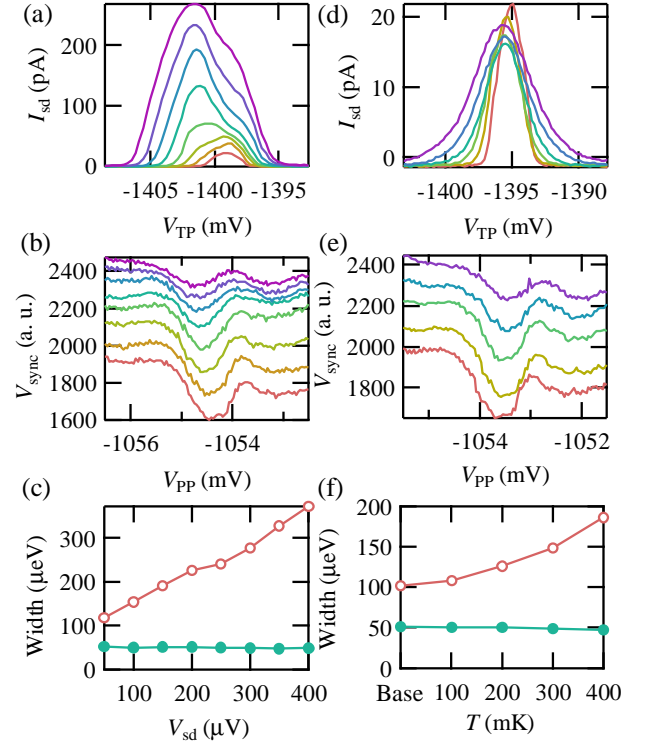 (a)
200
100
0
I_sd (pA)
-1405 -1400 -1395
V_TP (mV)
(d)
20
10
0
I_sd (pA)
-1400 -1395 -1390
V_TP (mV)
(b)
2400
2200
2000
1800
1600
V_sync (a. u.)
-1056 -1054
V_PP (mV)
(e)
2400
2200
2000
1800
V_sync (a. u.)
-1054 -1052
V_PP (mV)
(c)
300
200
100
0
Width (μeV)
100 200 300 400
V_sd (μV)
(f)
200
150
100
50
0
Width (μeV)
Base 100 200 300 400
T (mK)